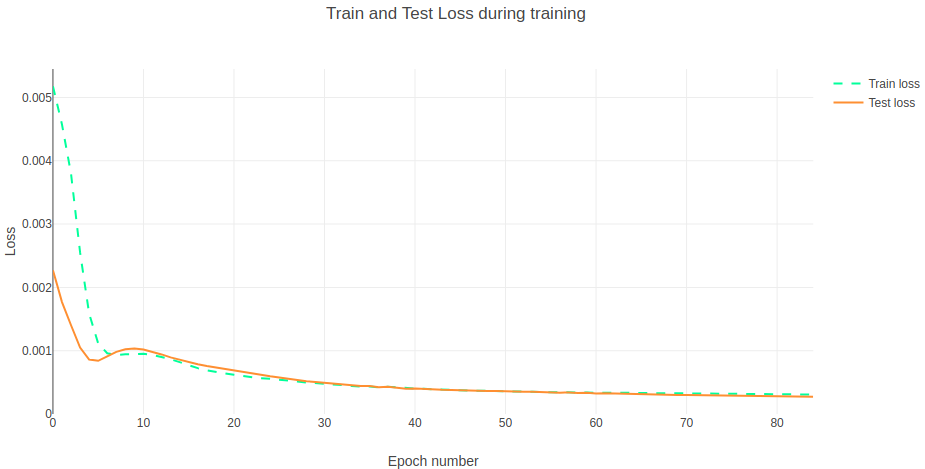 Train and Test Loss during training
Train loss
Test loss
Loss
0.005
0.004
0.003
0.002
0.001
0
0 10 20 30 40 50 60 70 80
Epoch number